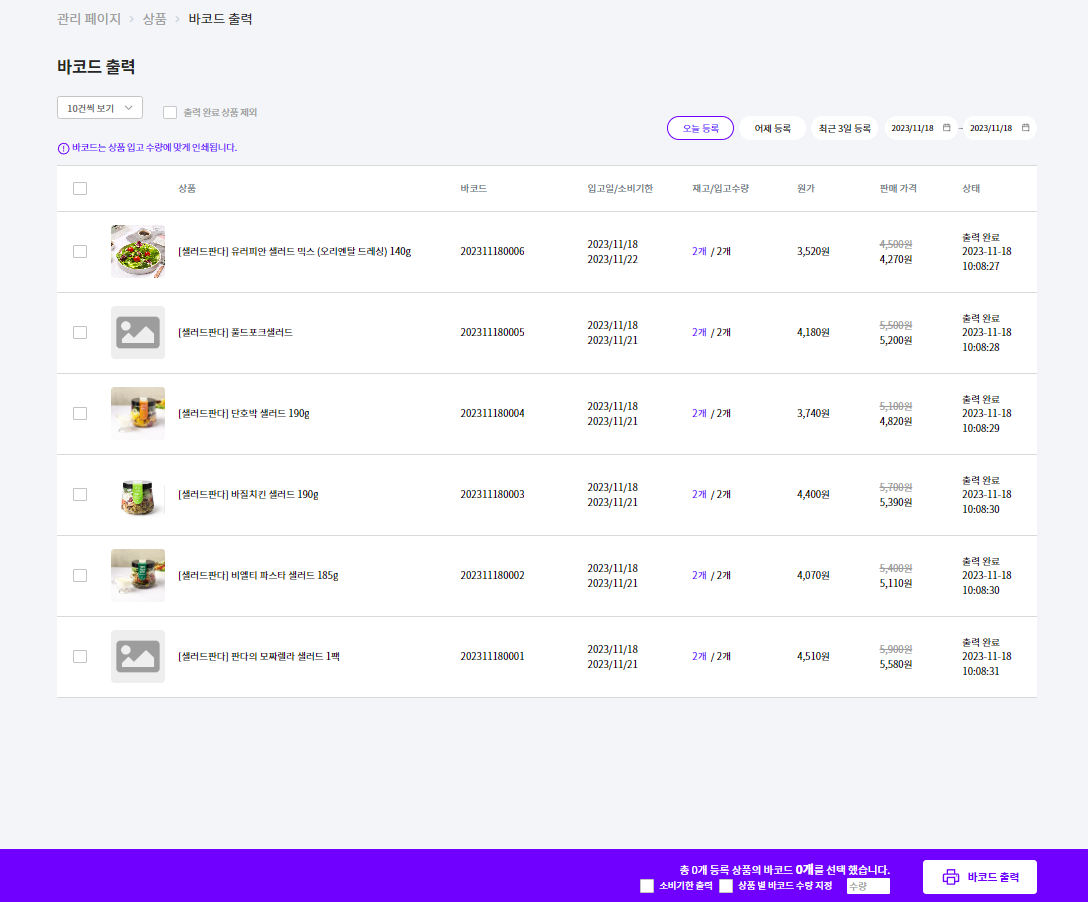 관리 페이지 > 상품 > 바코드 출력
바코드 출력
10건씩 보기
출력 완료 상품 제외
오늘 등록
어제 등록
최근 3일 등록
2023/11/18 ~ 2023/11/18
바코드는 상품 입고 수량에 맞게 인쇄됩니다.
상품 바코드 입고일/소비기한 재고/입고수량 원가 판매 가격 상태
[샐러드판다] 유러피안 샐러드 믹스 (오리엔탈 드레싱) 140g 202311180006 2023/11/18 2개 / 2개 3,520원 4,500원 출력 완료
2023/11/22 4,270원 2023-11-18
10:08:27
[샐러드판다] 풀드포크샐러드 202311180005 2023/11/18 2개 / 2개 4,180원 5,500원 출력 완료
2023/11/21 5,200원 2023-11-18
10:08:28
[샐러드판다] 단호박 샐러드 190g 202311180004 2023/11/18 2개 / 2개 3,740원 5,100원 출력 완료
2023/11/21 4,820원 2023-11-18
10:08:29
[샐러드판다] 바질치킨 샐러드 190g 202311180003 2023/11/18 2개 / 2개 4,400원 5,700원 출력 완료
2023/11/21 5,390원 2023-11-18
10:08:30
[샐러드판다] 비엘티 파스타 샐러드 185g 202311180002 2023/11/18 2개 / 2개 4,070원 5,400원 출력 완료
2023/11/21 5,110원 2023-11-18
10:08:30
[샐러드판다] 판다의 모짜렐라 샐러드 1팩 202311180001 2023/11/18 2개 / 2개 4,510원 5,900원 출력 완료
2023/11/21 5,580원 2023-11-18
10:08:31
총 0개 등록 상품의 바코드 0개를 선택 했습니다.
소비기한 출력 상품 별 바코드 수량 지정 수량
바코드 출력